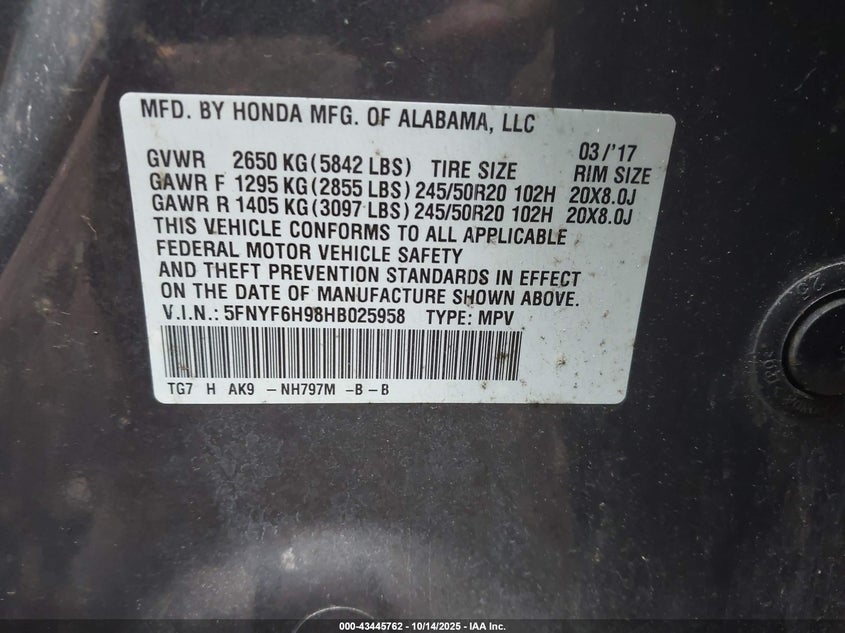 MFD. BY HONDA MFG. OF ALABAMA, LLC
03/'17
GVWR 2650 KG(5842 LBS) TIRE SIZE RIM SIZE
GAWR F 1295 KG(2855 LBS) 245/50R20 102H 20X8.0J
GAWR R 1405 KG(3097 LBS) 245/50R20 102H 20X8.0J
THIS VEHICLE CONFORMS TO ALL APPLICABLE
FEDERAL MOTOR VEHICLE SAFETY
AND THEFT PREVENTION STANDARDS IN EFFECT
ON THE DATE OF MANUFACTURE SHOWN ABOVE.
V.I.N.: 5FNYF6H98HB025958 TYPE: MPV
TG7 H AK9 -NH797M -B-B
000-43445762 - 10/14/2025 - IAA Inc.